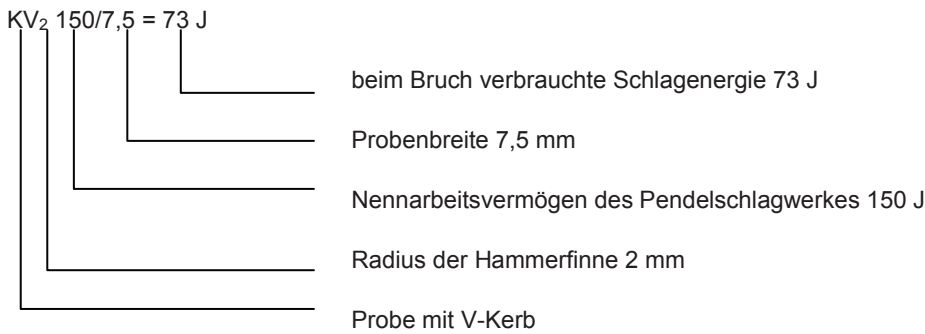 KV₂ 150/7,5 = 73 J
beim Bruch verbrauchte Schlagenergie 73 J
Probenbreite 7,5 mm
Nennarbeitsvermögen des Pendelschlagwerkes 150 J
Radius der Hammerfinne 2 mm
Probe mit V-Kerb